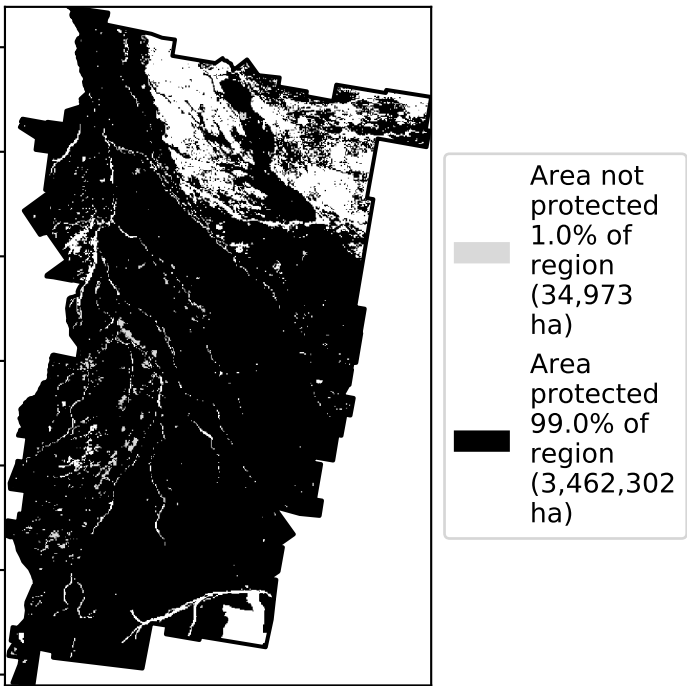 Area not
protected
1.0% of
region
(34,973
ha)
Area
protected
99.0% of
region
(3,462,302
ha)